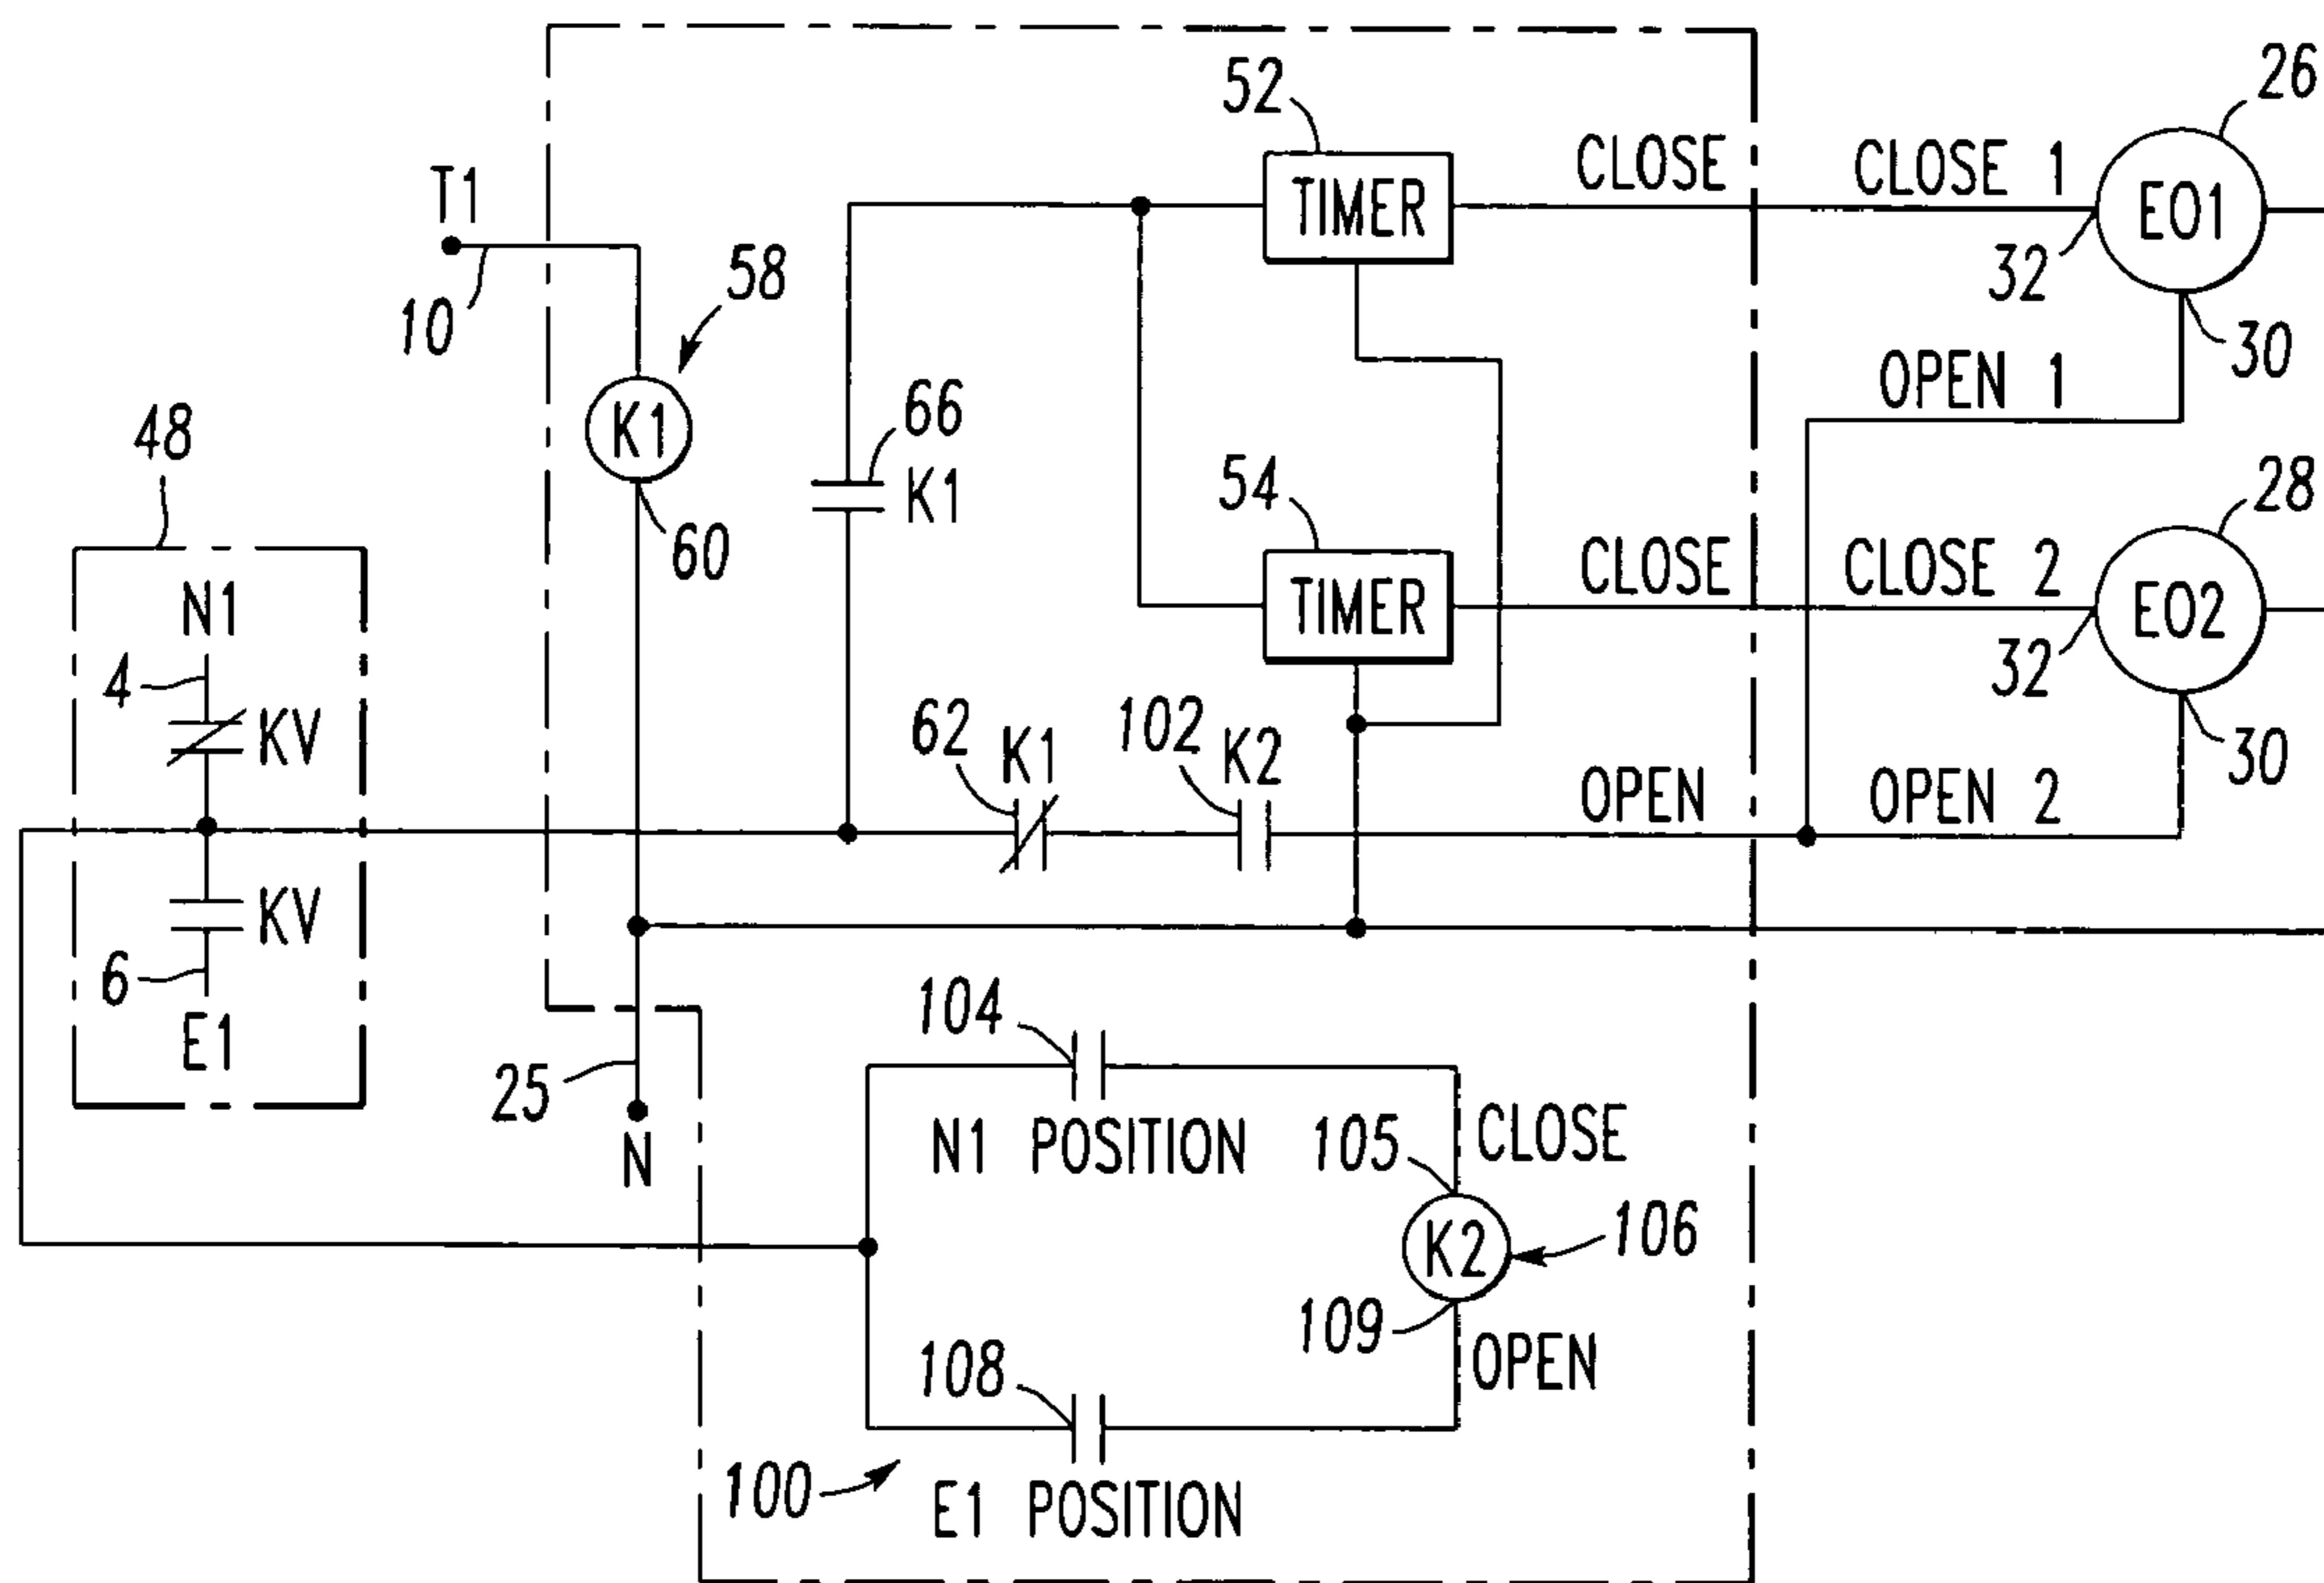 52
26
CLOSE
CLOSE 1
TIMER
EO1
T1
32
58
10
30
OPEN 1
48
K1
66
K1
54
28
60
CLOSE
CLOSE 2
N1
TIMER
EO2
4
32
KV
62
K1
102
K2
30
OPEN
OPEN 2
KV
6
104
E1
25
N1 POSITION
105
CLOSE
N
K2
106
109
108
OPEN
100
E1 POSITION